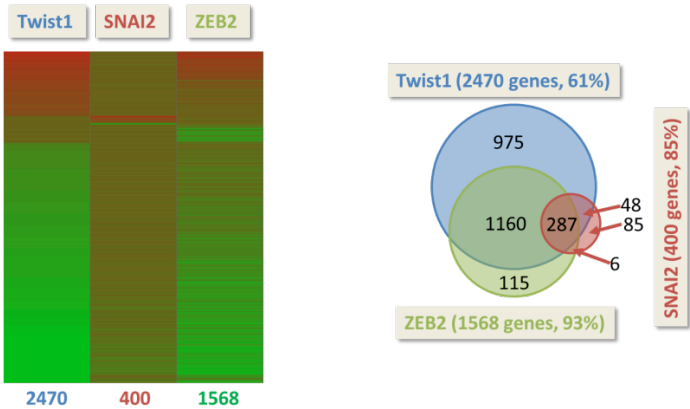 Twist1 SNAI2 ZEB2
2470 400 1568
Twist1 (2470 genes, 61%)
975
48
1160 287 85
6
115
ZEB2 (1568 genes, 93%)
SNAI2 (400 genes, 85%)